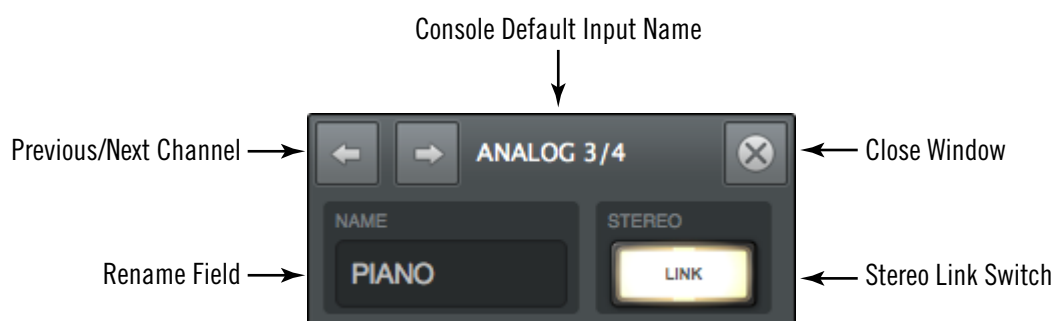 Console Default Input Name
Previous/Next Channel
ANALOG 3/4
Close Window
NAME
STEREO
Rename Field
PIANO
LINK
Stereo Link Switch